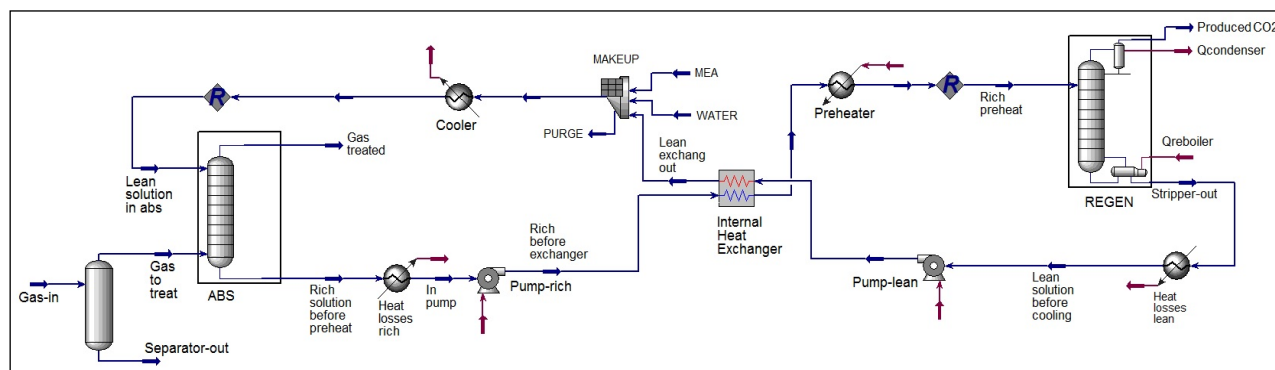 Produced CO2
Qcondenser
MAKEUP
MEA
R
R
Rich
preheat
Cooler
WATER
Preheater
PURGE
Gas
treated
Lean
exchang
out
Qreboiler
Lean
solution
in abs
Stripper-out
REGEN
Internal
Heat
Exchanger
Rich
before
exchanger
Gas
to
treat
Gas-in
ABS
Rich
solution
before
preheat
Heat
losses
rich
In
pump
Pump-rich
Pump-lean
Lean
solution
before
cooling
Heat
losses
lean
Separator-out